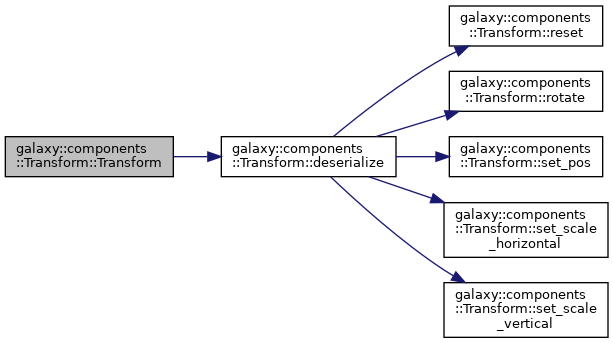 galaxy::components
::Transform::Transform
galaxy::components
::Transform::deserialize
galaxy::components
::Transform::reset
galaxy::components
::Transform::rotate
galaxy::components
::Transform::set_pos
galaxy::components
::Transform::set_scale
_horizontal
galaxy::components
::Transform::set_scale
_vertical